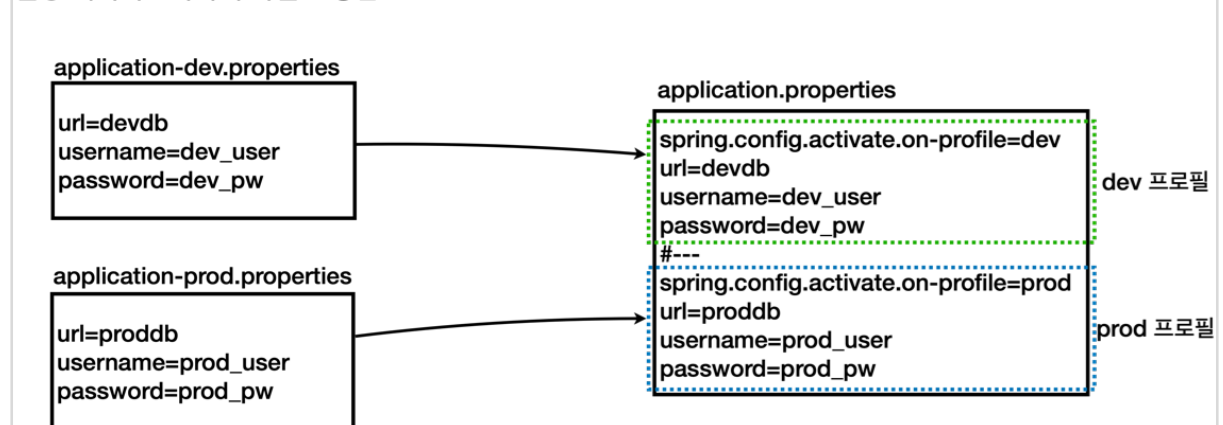 application-dev.properties
url=devdb
username=dev_user
password=dev_pw
application-prod.properties
url=proddb
username=prod_user
password=prod_pw
application.properties
spring.config.activate.on-profile=dev
url=devdb
username=dev_user
password=dev_pw
dev 프로필
#---
spring.config.activate.on-profile=prod
url=proddb
username=prod_user
password=prod_pw
prod 프로필